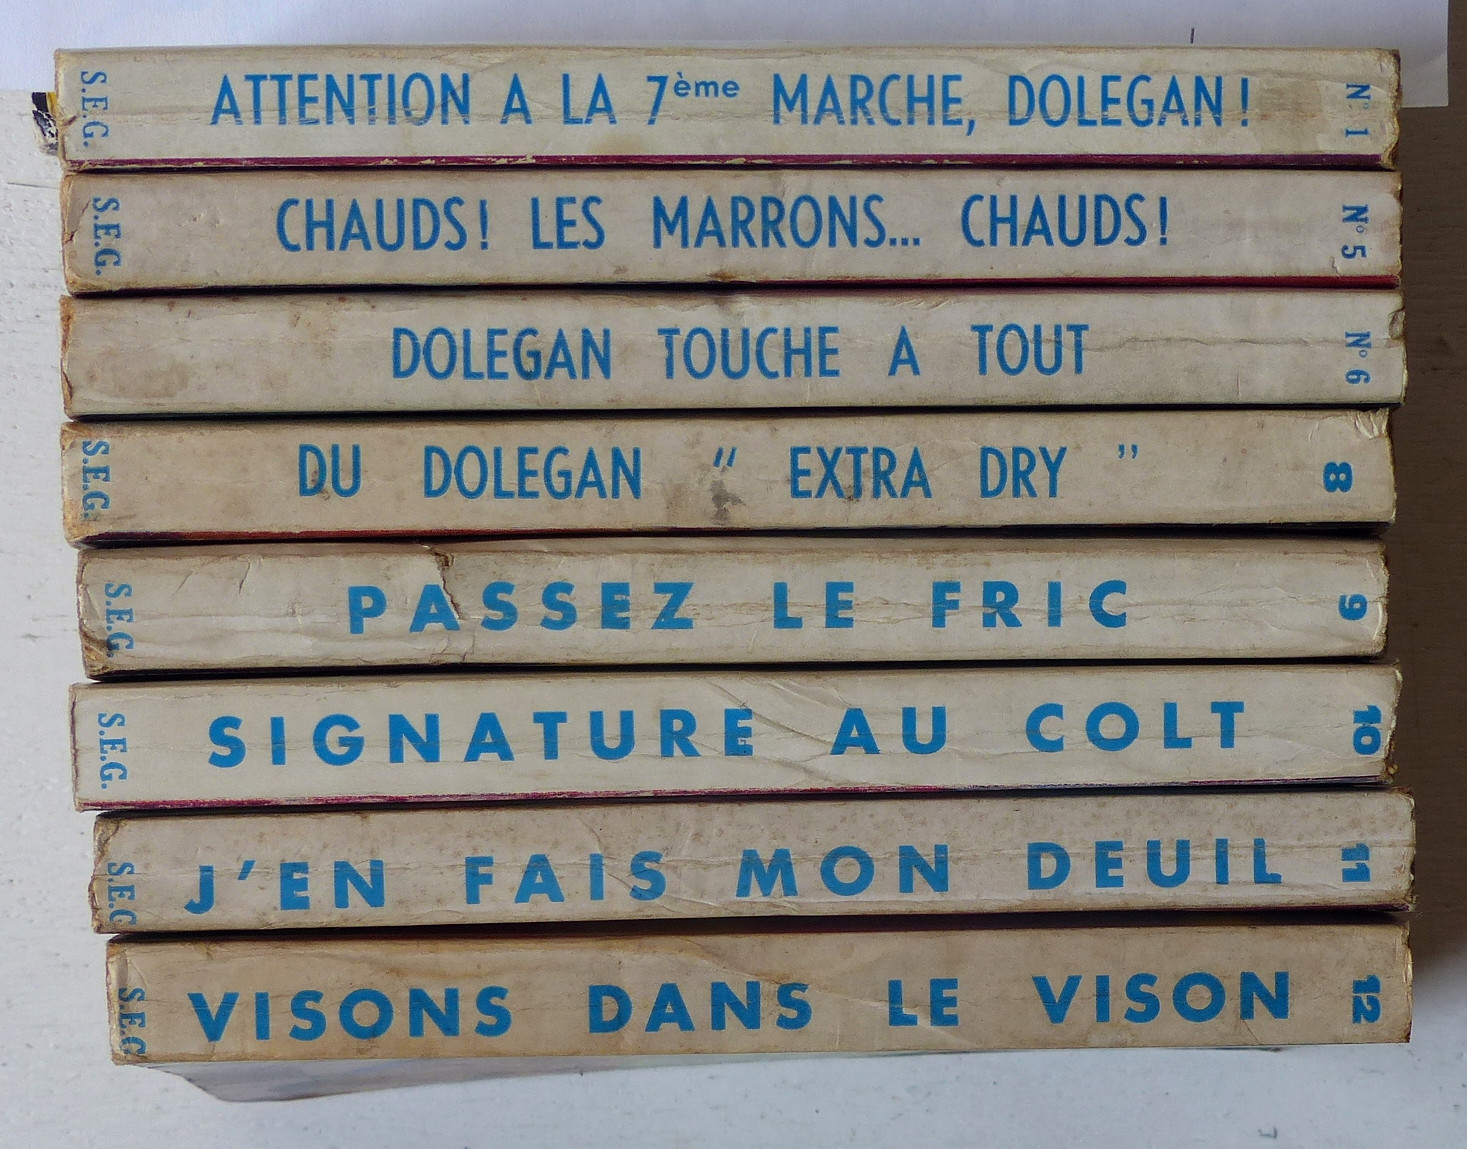 S.E.G. ATTENTION A LA 7ème MARCHE, DOLEGAN ! N° 1
S.E.G. CHAUDS ! LES MARRONS... CHAUDS ! N° 5
DOLEGAN TOUCHE A TOUT N° 6
S.E.G. DU DOLEGAN " EXTRA DRY " 8
S.E.G. PASSEZ LE FRIC 9
S.E.G. SIGNATURE AU COLT 10
S.E.G J'EN FAIS MON DEUIL 11
S.E.G VISONS DANS LE VISON 12